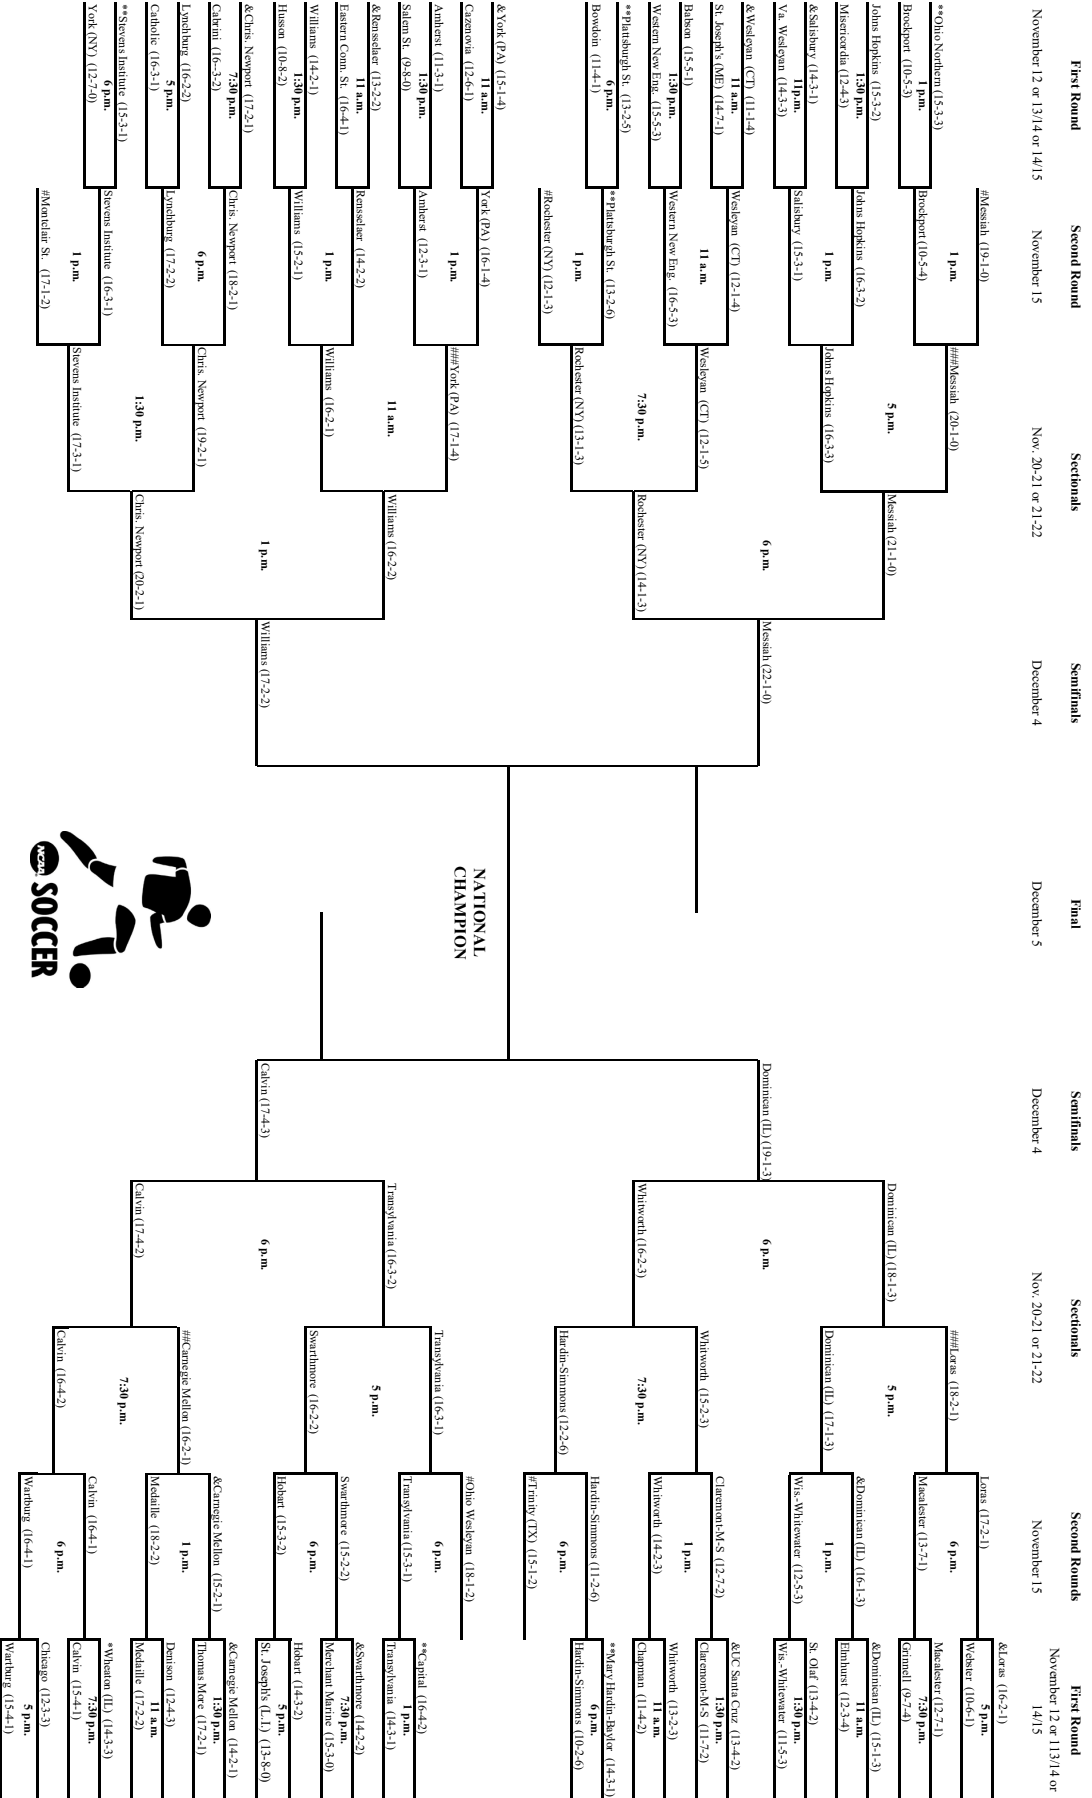 First Round
November 12 or 13/14 or 14/15
Second Round
November 15
Sectionals
Nov. 20-21 or 21-22
Semifinals
December 4
Final
December 5
Semifinals
December 4
Sectionals
Nov. 20-21 or 21-22
Second Rounds
November 15
First Round
November 12 or 113/14 or
14/15
**Ohio Northern (15-3-3)
1 p.m.
Brockport (10-5-3)
Johns Hopkins (15-3-2)
1:30 p.m.
Misericordia (12-4-3)
&Salisbury (14-3-1)
11p.m.
Va. Wesleyan (14-3-3)
&Wesleyan (CT) (11-1-4)
11 a.m.
St. Joseph's (ME) (14-7-1)
Babson (15-5-1)
1:30 p.m.
Western New Eng. (15-5-3)
**Plattsburgh St. (13-2-5)
6 p.m.
Bowdoin (11-4-1)
&York (PA) (15-1-4)
11 a.m.
Cazenovia (12-6-1)
Amherst (11-3-1)
1:30 p.m.
Salem St. (9-8-0)
&Rensselaer (13-2-2)
11 a.m.
Eastern Conn. St. (16-4-1)
Williams (14-2-1)
1:30 p.m.
Husson (10-8-2)
&Chris. Newport (17-2-1)
7:30 p.m.
Cabrini (16--3-2)
Lynchburg (16-2-2)
5 p.m.
Catholic (16-3-1)
**Stevens Institute (15-3-1)
6 p.m.
York (NY) (12-7-0)
#Messiah (19-1-0)
1 p.m.
Brockport (10-5-4)
Johns Hopkins (16-3-2)
1 p.m.
Salisbury (15-3-1)
Wesleyan (CT) (12-1-4)
11 a.m.
Western New Eng. (16-5-3)
**Plattsburgh St. (13-2-6)
1 p.m.
#Rochester (NY) (12-1-3)
York (PA) (16-1-4)
1 p.m.
Amherst (12-3-1)
Rensselaer (14-2-2)
1 p.m.
Williams (15-2-1)
Chris. Newport (18-2-1)
6 p.m.
Lynchburg (17-2-2)
Stevens Institute (16-3-1)
1 p.m.
#Montclair St. (17-1-2)
###Messiah (20-1-0)
5 p.m.
Johns Hopkins (16-3-3)
Wesleyan (CT) (12-1-5)
7:30 p.m.
Rochester (NY) (13-1-3)
###York (PA) (17-1-4)
11 a.m.
Williams (16-2-1)
Chris. Newport (19-2-1)
1:30 p.m.
Stevens Institute (17-3-1)
Messiah (21-1-0)
6 p.m.
Rochester (NY) (14-1-3)
Williams (16-2-2)
1 p.m.
Chris. Newport (20-2-1)
Messiah (22-1-0)
Williams (17-2-2)
NATIONAL
CHAMPION
NCAA SOCCER
Dominican (IL) (19-1-3)
Calvin (17-4-3)
Dominican (IL) (18-1-3)
6 p.m.
Whitworth (16-2-3)
Transylvania (16-3-2)
6 p.m.
Calvin (17-4-2)
###Loras (18-2-1)
5 p.m.
Dominican (IL) (17-1-3)
Whitworth (15-2-3)
7:30 p.m.
Hardin-Simmons (12-2-6)
Transylvania (16-3-1)
5 p.m.
Swarthmore (16-2-2)
##Carnegie Mellon (16-2-1)
7:30 p.m.
Calvin (16-4-2)
Loras (17-2-1)
6 p.m.
Macalester (13-7-1)
&Dominican (IL) (16-1-3)
1 p.m.
Wis.-Whitewater (12-5-3)
Claremont-M-S (12-7-2)
1 p.m.
Whitworth (14-2-3)
Hardin-Simmons (11-2-6)
6 p.m.
#Trinity (TX) (15-1-2)
#Ohio Wesleyan (18-1-2)
6 p.m.
Transylvania (15-3-1)
Swarthmore (15-2-2)
6 p.m.
Hobart (15-3-2)
&Carnegie Mellon (15-2-1)
1 p.m.
Medaille (18-2-2)
Calvin (16-4-1)
6 p.m.
Wartburg (16-4-1)
&Loras (16-2-1)
5 p.m.
Webster (10-6-1)
Macalester (12-7-1)
7:30 p.m.
Grinnell (9-7-4)
&Dominican (IL) (15-1-3)
11 a.m.
Elmhurst (12-3-4)
St. Olaf (13-4-2)
1:30 p.m.
Wis.-Whitewater (11-5-3)
&UC Santa Cruz (13-4-2)
1:30 p.m.
Claremont-M-S (11-7-2)
Whitworth (13-2-3)
11 a.m.
Chapman (11-4-2)
**Mary Hardin-Baylor (14-3-1)
6 p.m.
Hardin-Simmons (10-2-6)
**Capital (16-4-2)
1 p.m.
Transylvania (14-3-1)
&Swarthmore (14-2-2)
7:30 p.m.
Merchant Marine (15-3-0)
Hobart (14-3-2)
5 p.m.
St. Joseph's (L.I.) (13-8-0)
&Carnegie Mellon (14-2-1)
1:30 p.m.
Thomas More (17-2-1)
Denison (12-4-3)
11 a.m.
Medaille (17-2-2)
*Wheaton (IL) (14-3-3)
7:30 p.m.
Calvin (15-4-1)
Chicago (12-3-3)
5 p.m.
Wartburg (15-4-1)